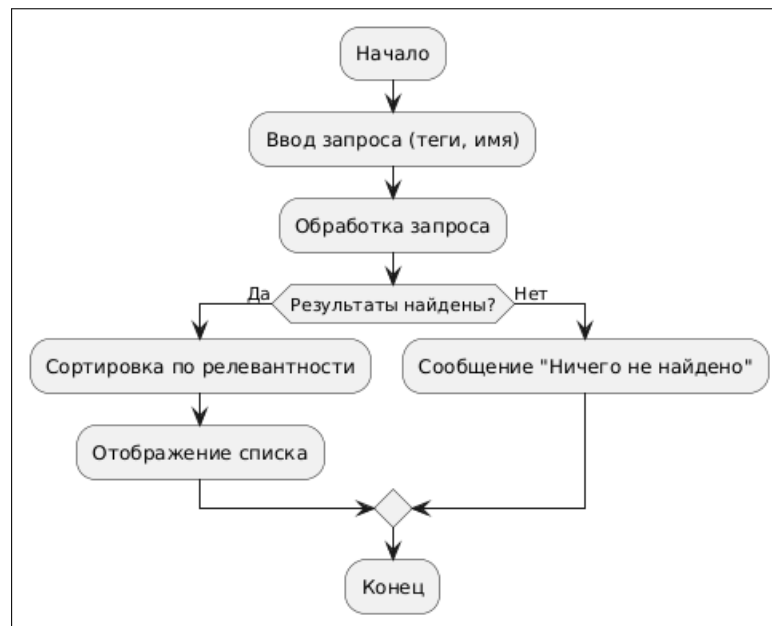 Начало
Ввод запроса (теги, имя)
Обработка запроса
Да
Результаты найдены?
Нет
Сортировка по релевантности
Сообщение "Ничего не найдено"
Отображение списка
Конец